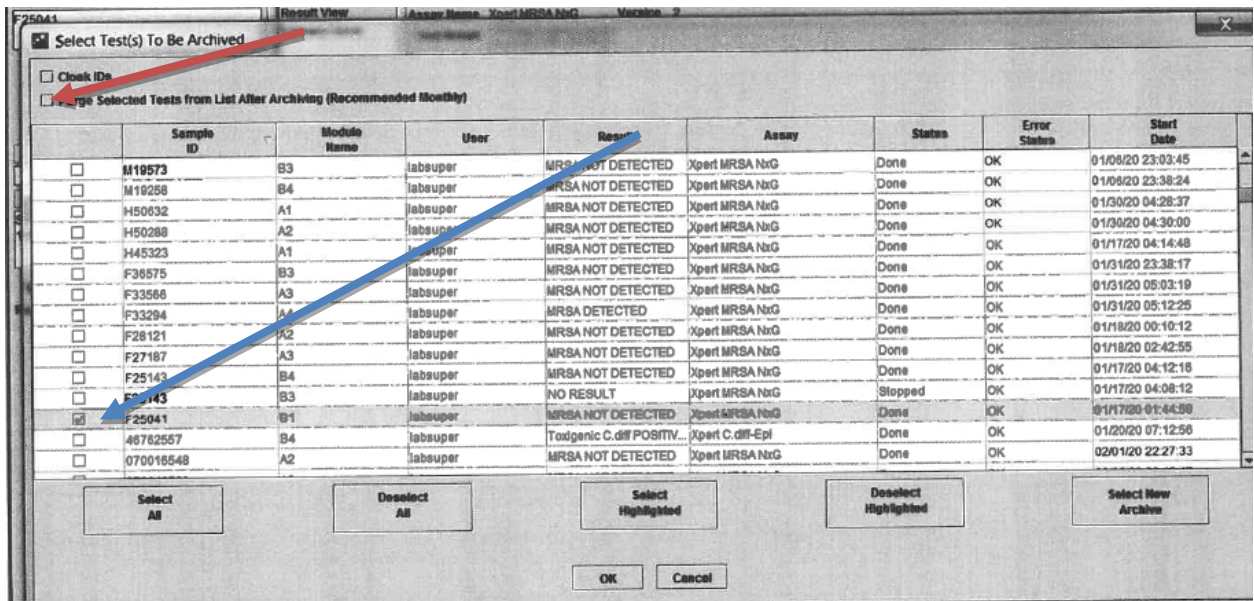 F25041 Result View Assay Name Xpert MRSA NxG Version 2
Select Test(s) To Be Archived
Cloak IDs
Purge Selected Tests from List After Archiving (Recommended Monthly)
Sample ID Module Name User Result Assay Status Error Status Start Date
M19573 B3 labsuper MRSA NOT DETECTED Xpert MRSA NxG Done OK 01/06/20 23:03:45
M19258 B4 labsuper MRSA NOT DETECTED Xpert MRSA NxG Done OK 01/06/20 23:38:24
H50632 A1 labsuper MRSA NOT DETECTED Xpert MRSA NxG Done OK 01/30/20 04:28:37
H50288 A2 labsuper MRSA NOT DETECTED Xpert MRSA NxG Done OK 01/30/20 04:30:00
H45323 A1 labsuper MRSA NOT DETECTED Xpert MRSA NxG Done OK 01/17/20 04:14:48
F36575 B3 labsuper MRSA NOT DETECTED Xpert MRSA NxG Done OK 01/31/20 23:38:17
F33566 A3 labsuper MRSA NOT DETECTED Xpert MRSA NxG Done OK 01/31/20 05:03:19
F33294 A4 labsuper MRSA DETECTED Xpert MRSA NxG Done OK 01/31/20 05:12:25
F28121 A2 labsuper MRSA NOT DETECTED Xpert MRSA NxG Done OK 01/18/20 00:10:12
F27187 A3 labsuper MRSA NOT DETECTED Xpert MRSA NxG Done OK 01/18/20 02:42:55
F25143 B4 labsuper MRSA NOT DETECTED Xpert MRSA NxG Done OK 01/17/20 04:12:16
F25143 B3 labsuper NO RESULT Xpert MRSA NxG Stopped OK 01/17/20 04:08:12
F25041 B1 labsuper MRSA NOT DETECTED Xpert MRSA NxG Done OK 01/17/20 01:44:58
46762557 B4 labsuper Toxigenic C.diff POSITIV... Xpert C.diff-Epi Done OK 01/20/20 07:12:56
070016548 A2 labsuper MRSA NOT DETECTED Xpert MRSA NxG Done OK 02/01/20 22:27:33
Select All Deselect All Select Highlighted Deselect Highlighted Select New Archive
OK Cancel